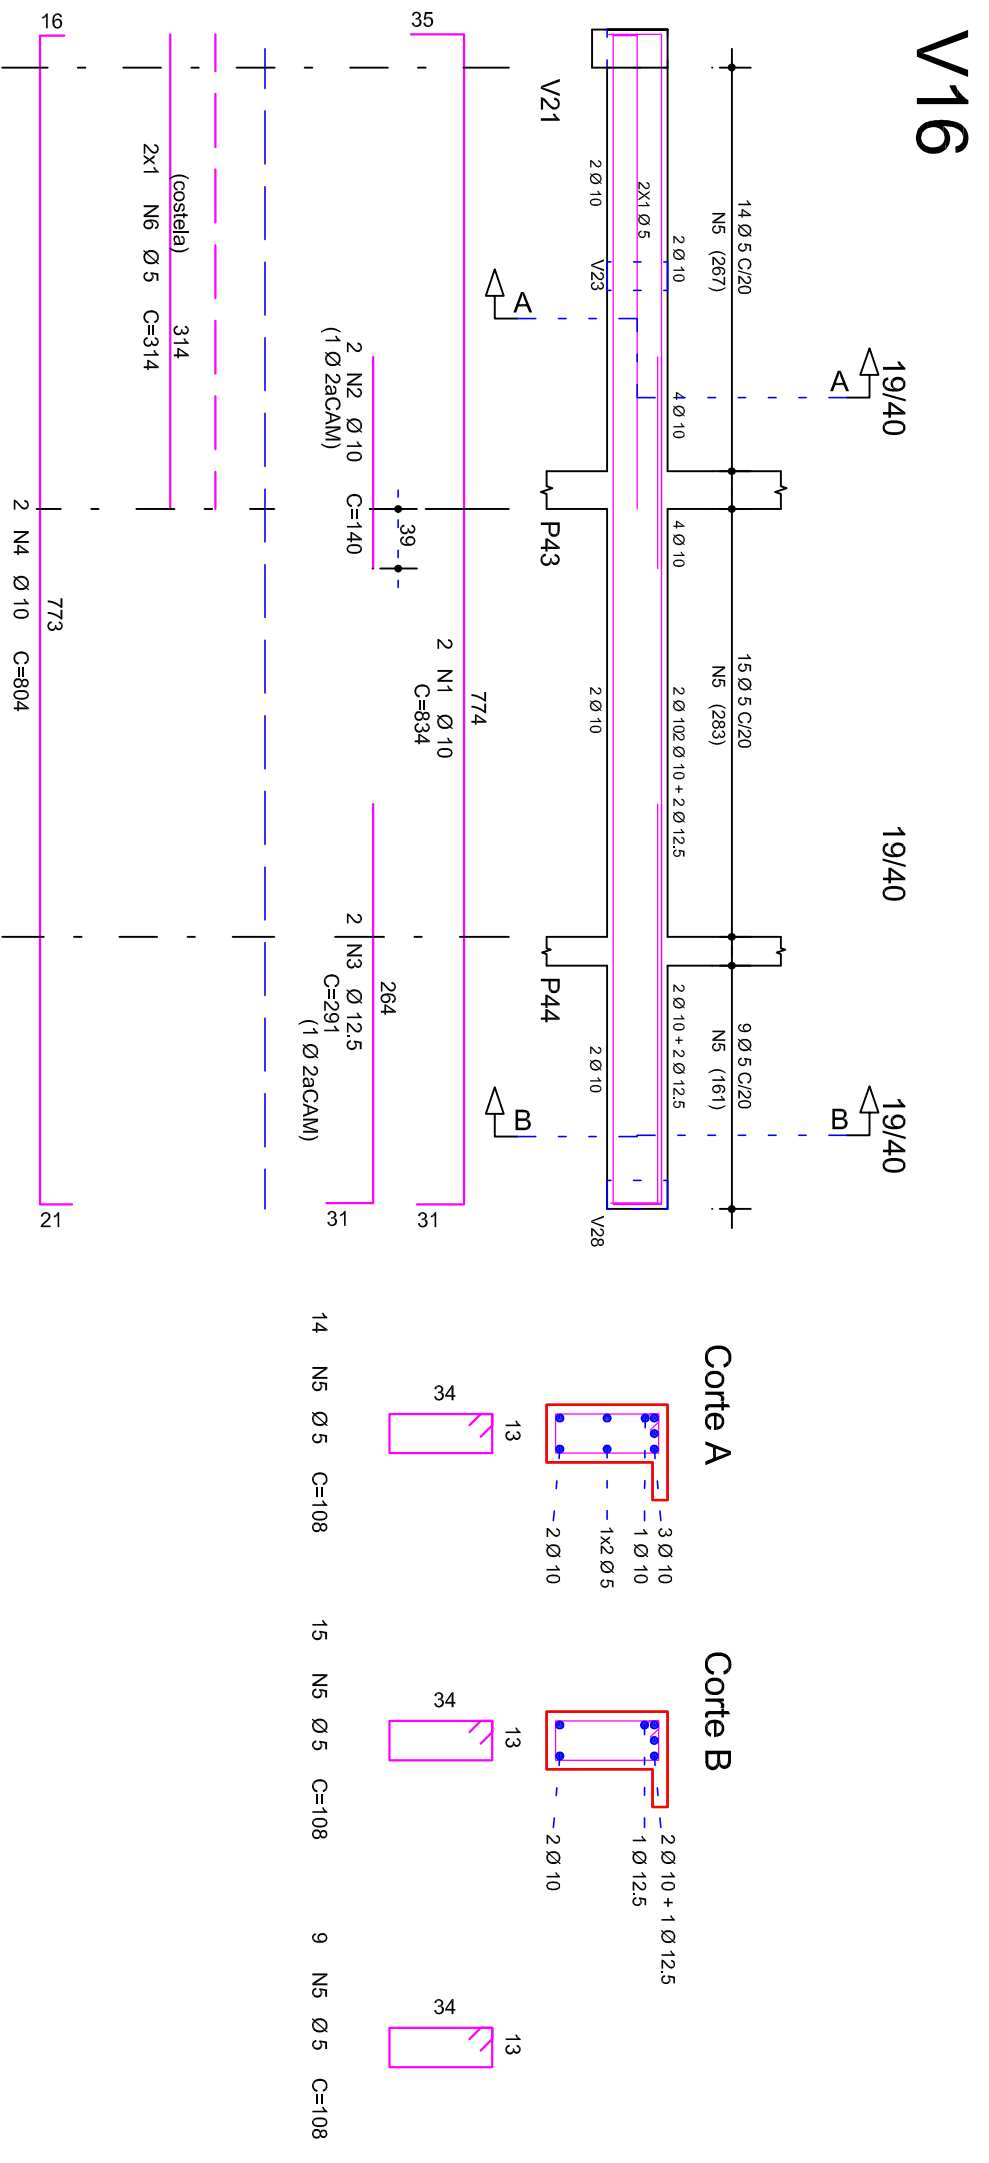 V16
19/40
19/40
19/40
A
B
14 Ø 5 C/20
N5 (267)
15 Ø 5 C/20
N5 (283)
9 Ø 5 C/20
N5 (161)
2 Ø 10
4 Ø 10
4 Ø 10
2 Ø 102 Ø 10 + 2 Ø 12.5
2 Ø 10 + 2 Ø 12.5
2X1 Ø 5
2 Ø 10
V23
2 Ø 10
2 Ø 10
V28
V21
A
P43
P44
B
35
774
2 N1 Ø 10
C=834
31
39
2 N2 Ø 10 C=140
(1 Ø 2aCAM)
264
2 N3 Ø 12.5
C=291
(1 Ø 2aCAM)
31
(costela)
314
2x1 N6 Ø 5 C=314
16
773
2 N4 Ø 10 C=804
21
Corte A
3 Ø 10
1 Ø 10
1x2 Ø 5
2 Ø 10
13
34
14 N5 Ø 5 C=108
Corte B
2 Ø 10 + 1 Ø 12.5
1 Ø 12.5
2 Ø 10
13
34
15 N5 Ø 5 C=108
13
34
9 N5 Ø 5 C=108